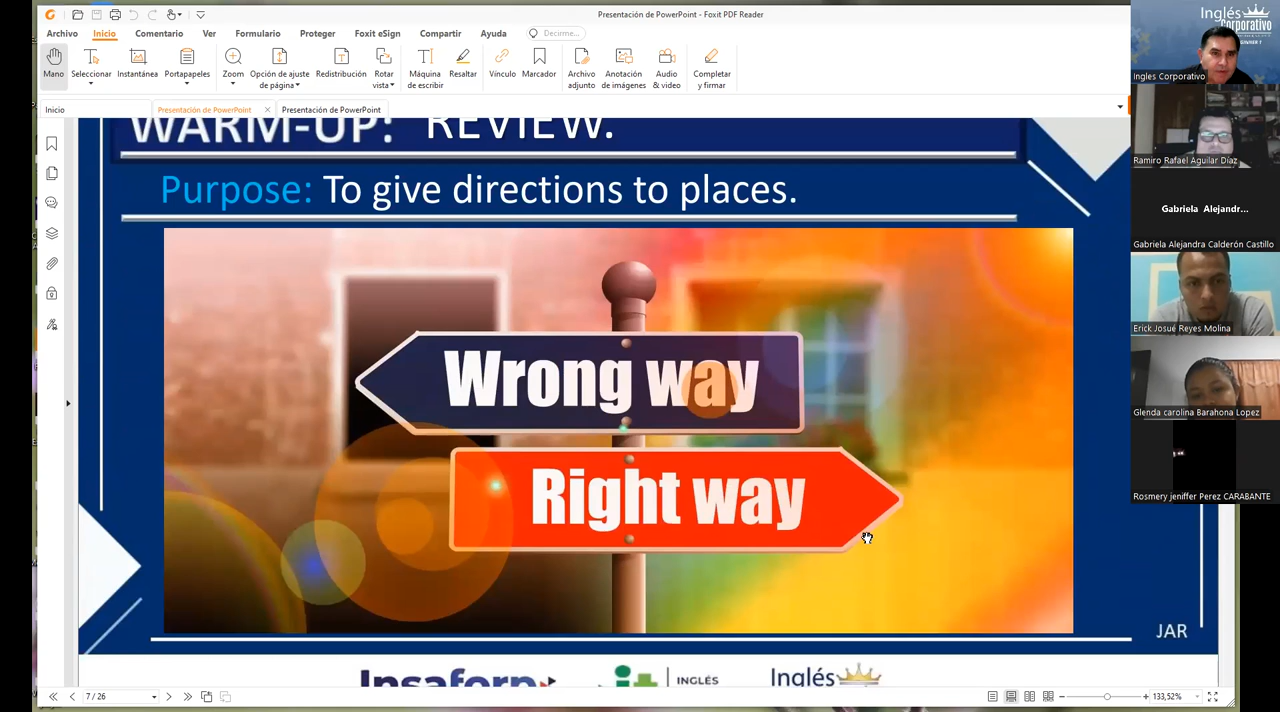 Presentación de PowerPoint - Foxit PDF Reader
Archivo Inicio Comentario Ver Formulario Proteger Foxit eSign Compartir Ayuda Decirme...
Mano Seleccionar Instantánea Portapapeles Zoom Opción de ajuste de página Redistribución Rotar vista Máquina de escribir Resaltar Vínculo Marcador Archivo adjunto Anotación de imágenes Audio & video Completar y firmar
Inicio Presentación de PowerPoint Presentación de PowerPoint
WARM-UP: REVIEW.
Purpose: To give directions to places.
Wrong way
Right way
JAR
Insaforp
INGLÉS
Inglés
7 / 26
133,52%
Inglés
Corporativo
Ingles Corporativo
Ramiro Rafael Aguilar Díaz
Gabriela Alejandr...
Gabriela Alejandra Calderón Castillo
Erick Josué Reyes Molina
Glenda carolina Barahona Lopez
Rosmery jeniffer Perez CARABANTE